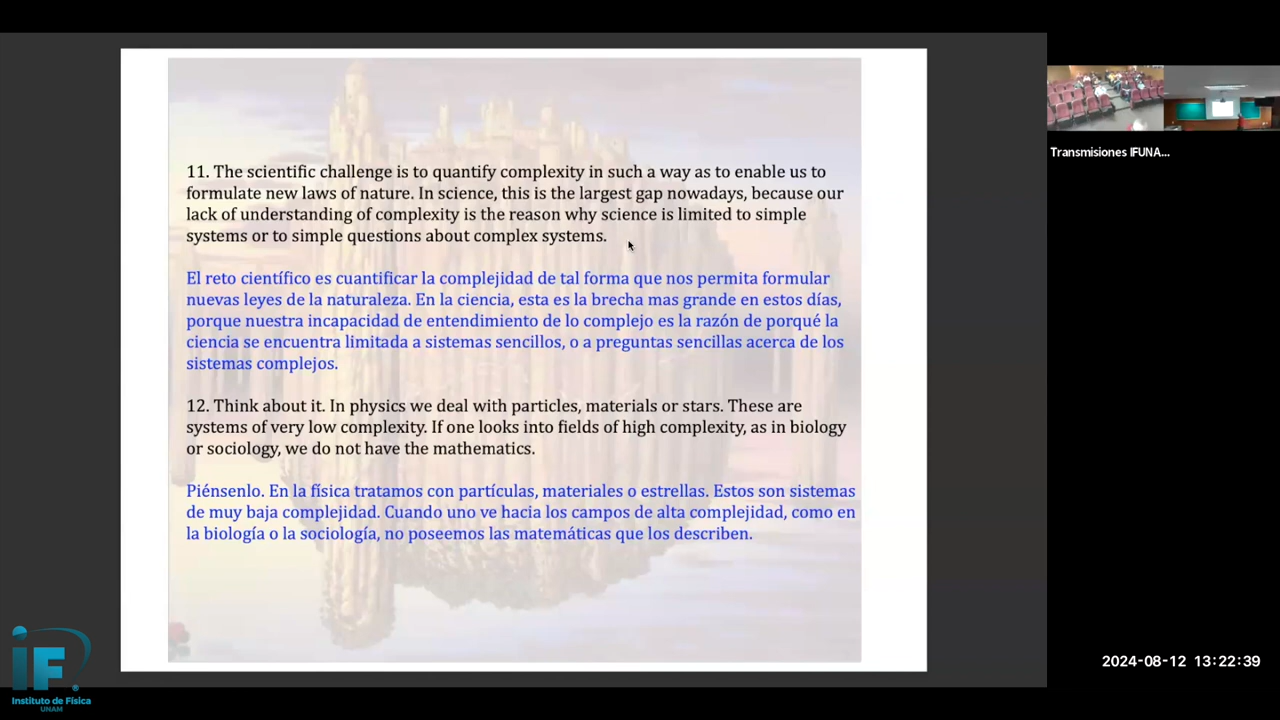 11. The scientific challenge is to quantify complexity in such a way as to enable us to
formulate new laws of nature. In science, this is the largest gap nowadays, because our
lack of understanding of complexity is the reason why science is limited to simple
systems or to simple questions about complex systems.
El reto científico es cuantificar la complejidad de tal forma que nos permita formular
nuevas leyes de la naturaleza. En la ciencia, esta es la brecha mas grande en estos días,
porque nuestra incapacidad de entendimiento de lo complejo es la razón de porqué la
ciencia se encuentra limitada a sistemas sencillos, o a preguntas sencillas acerca de los
sistemas complejos.
12. Think about it. In physics we deal with particles, materials or stars. These are
systems of very low complexity. If one looks into fields of high complexity, as in biology
or sociology, we do not have the mathematics.
Piénsenlo. En la física tratamos con partículas, materiales o estrellas. Estos son sistemas
de muy baja complejidad. Cuando uno ve hacia los campos de alta complejidad, como en
la biología o la sociología, no poseemos las matemáticas que los describen.
Transmisiones IFUNA...
2024-08-12 13:22:39
iF
Instituto de Física
UNAM